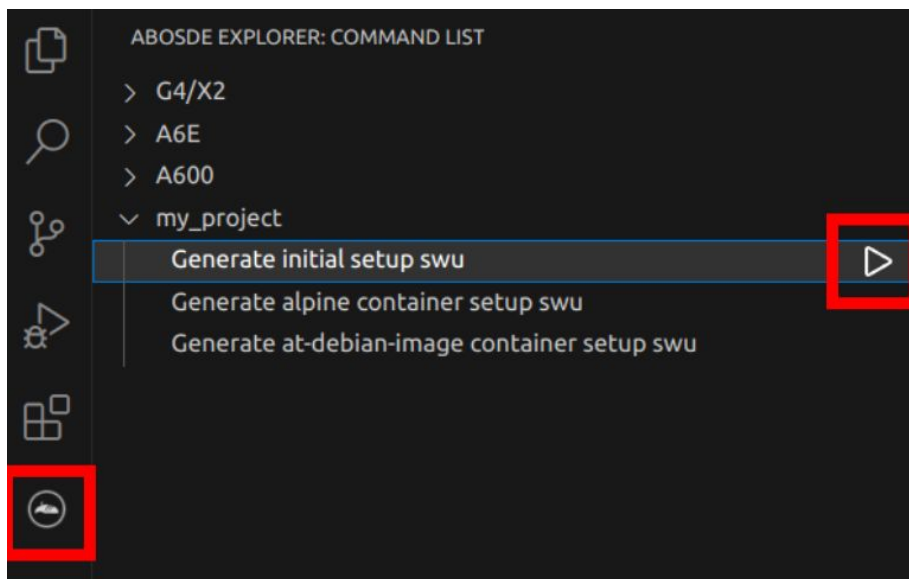 ABOSDE EXPLORER: COMMAND LIST
G4/X2
A6E
A600
my_project
Generate initial setup swu
Generate alpine container setup swu
Generate at-debian-image container setup swu